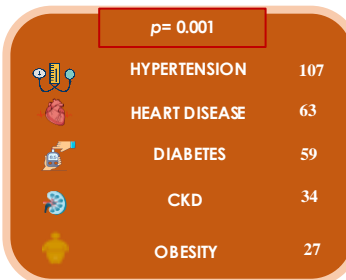 p= 0.001
HYPERTENSION 107
HEART DISEASE 63
DIABETES 59
CKD 34
OBESITY 27